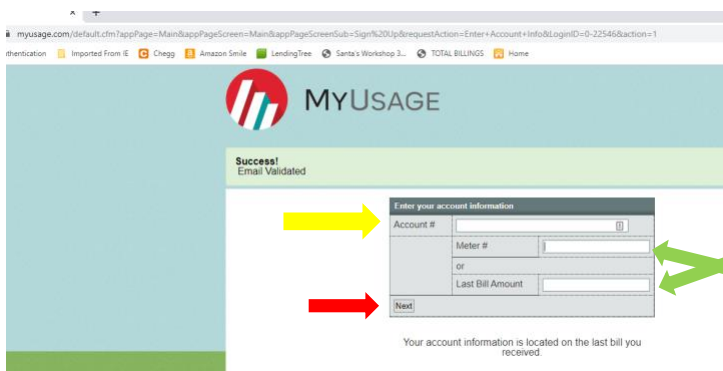 x +
myusage.com/default.cfm?appPage=Main&appPageScreen=Main&appPageScreenSub=Sign%20Up&requestAction=Enter+Account+Info&LoginID=0-22546&action=1
uthentication Imported From IE Chegg Amazon Smile LendingTree Santa's Workshop 3... TOTAL BILLINGS Home
MYUSAGE
Success!
Email Validated
Enter your account information
Account #
Meter #
or
Last Bill Amount
Next
Your account information is located on the last bill you
received.